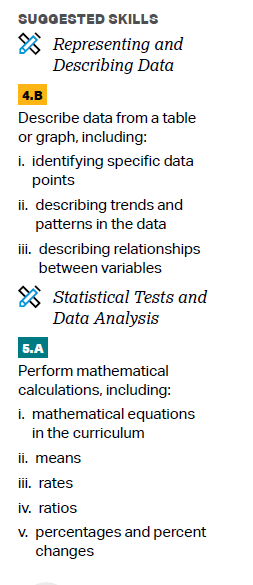 SUGGESTED SKILLS
Representing and
Describing Data
4.B
Describe data from a table
or graph, including:
i. identifying specific data
points
ii. describing trends and
patterns in the data
iii. describing relationships
between variables
Statistical Tests and
Data Analysis
5.A
Perform mathematical
calculations, including:
i. mathematical equations
in the curriculum
ii. means
iii. rates
iv. ratios
v. percentages and percent
changes